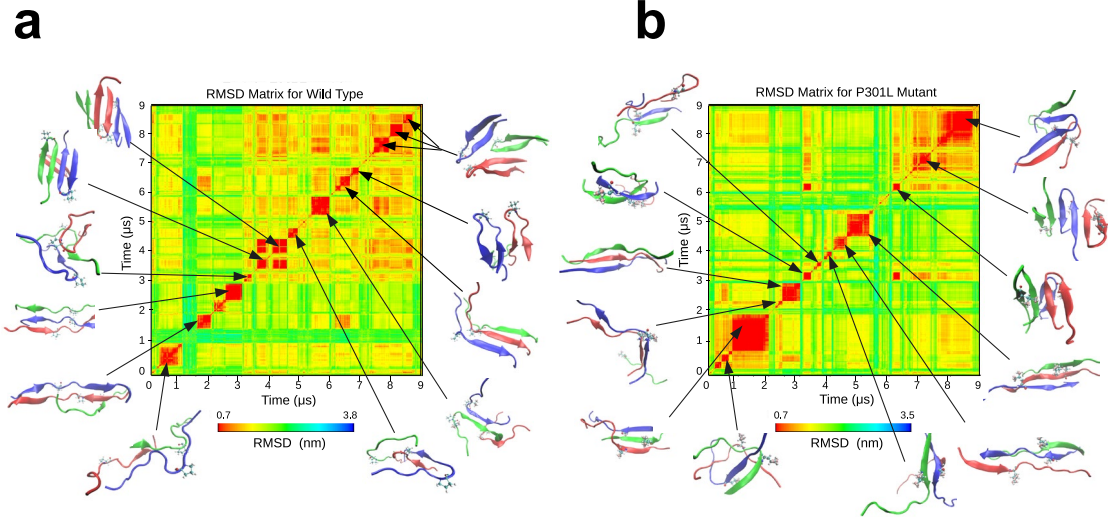 a
b
RMSD Matrix for Wild Type
9
8
7
6
5
4
3
2
1
0
Time (µs)
0 1 2 3 4 5 6 7 8 9
Time (µs)
0.7 3.8
RMSD (nm)
RMSD Matrix for P301L Mutant
9
8
7
6
5
4
3
2
1
0
Time (µs)
0 1 2 3 4 5 6 7 8 9
Time (µs)
0.7 3.5
RMSD (nm)